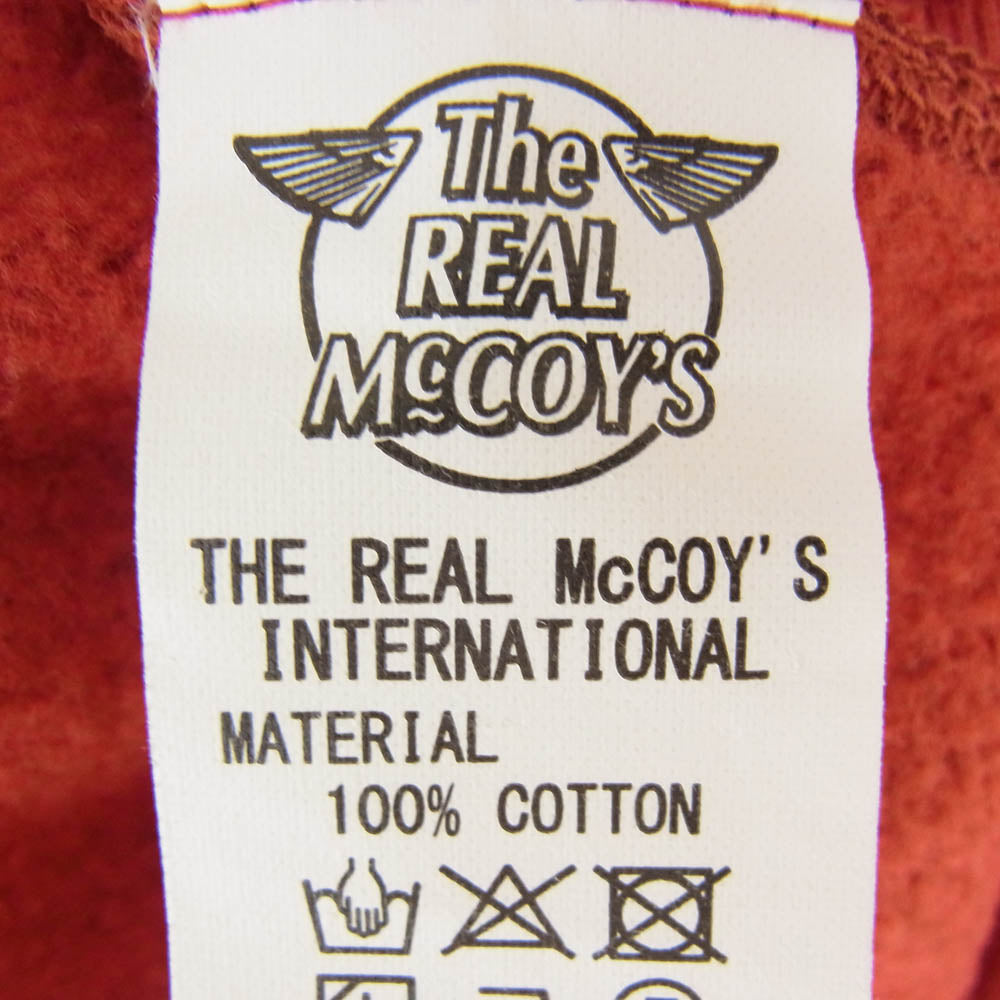 The
REAL
McCOY'S
THE REAL McCOY'S
INTERNATIONAL
MATERIAL
100% COTTON